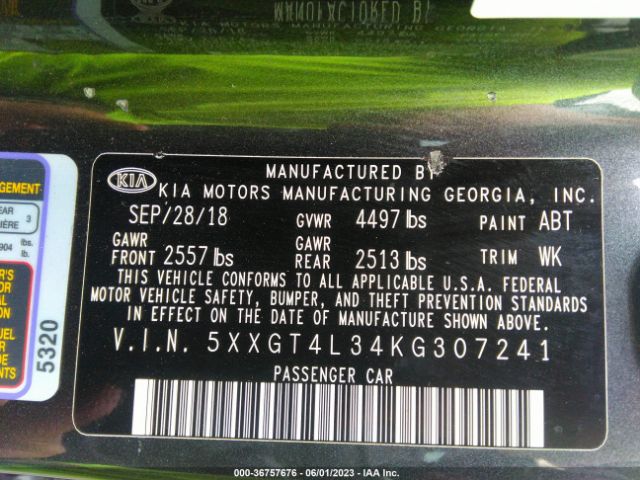 MANUFACTURED BY
KIA
KIA MOTORS MANUFACTURING GEORGIA, INC.
SEP/28/18 GVWR 4497 lbs PAINT ABT
GAWR FRONT 2557 lbs GAWR REAR 2513 lbs TRIM WK
THIS VEHICLE CONFORMS TO ALL APPLICABLE U.S.A. FEDERAL
MOTOR VEHICLE SAFETY, BUMPER, AND THEFT PREVENTION STANDARDS
IN EFFECT ON THE DATE OF MANUFACTURE SHOWN ABOVE.
V.I.N. 5XXGT4L34KG307241
PASSENGER CAR
5320
000-36757676 / 06/01/2023 - IAA Inc.